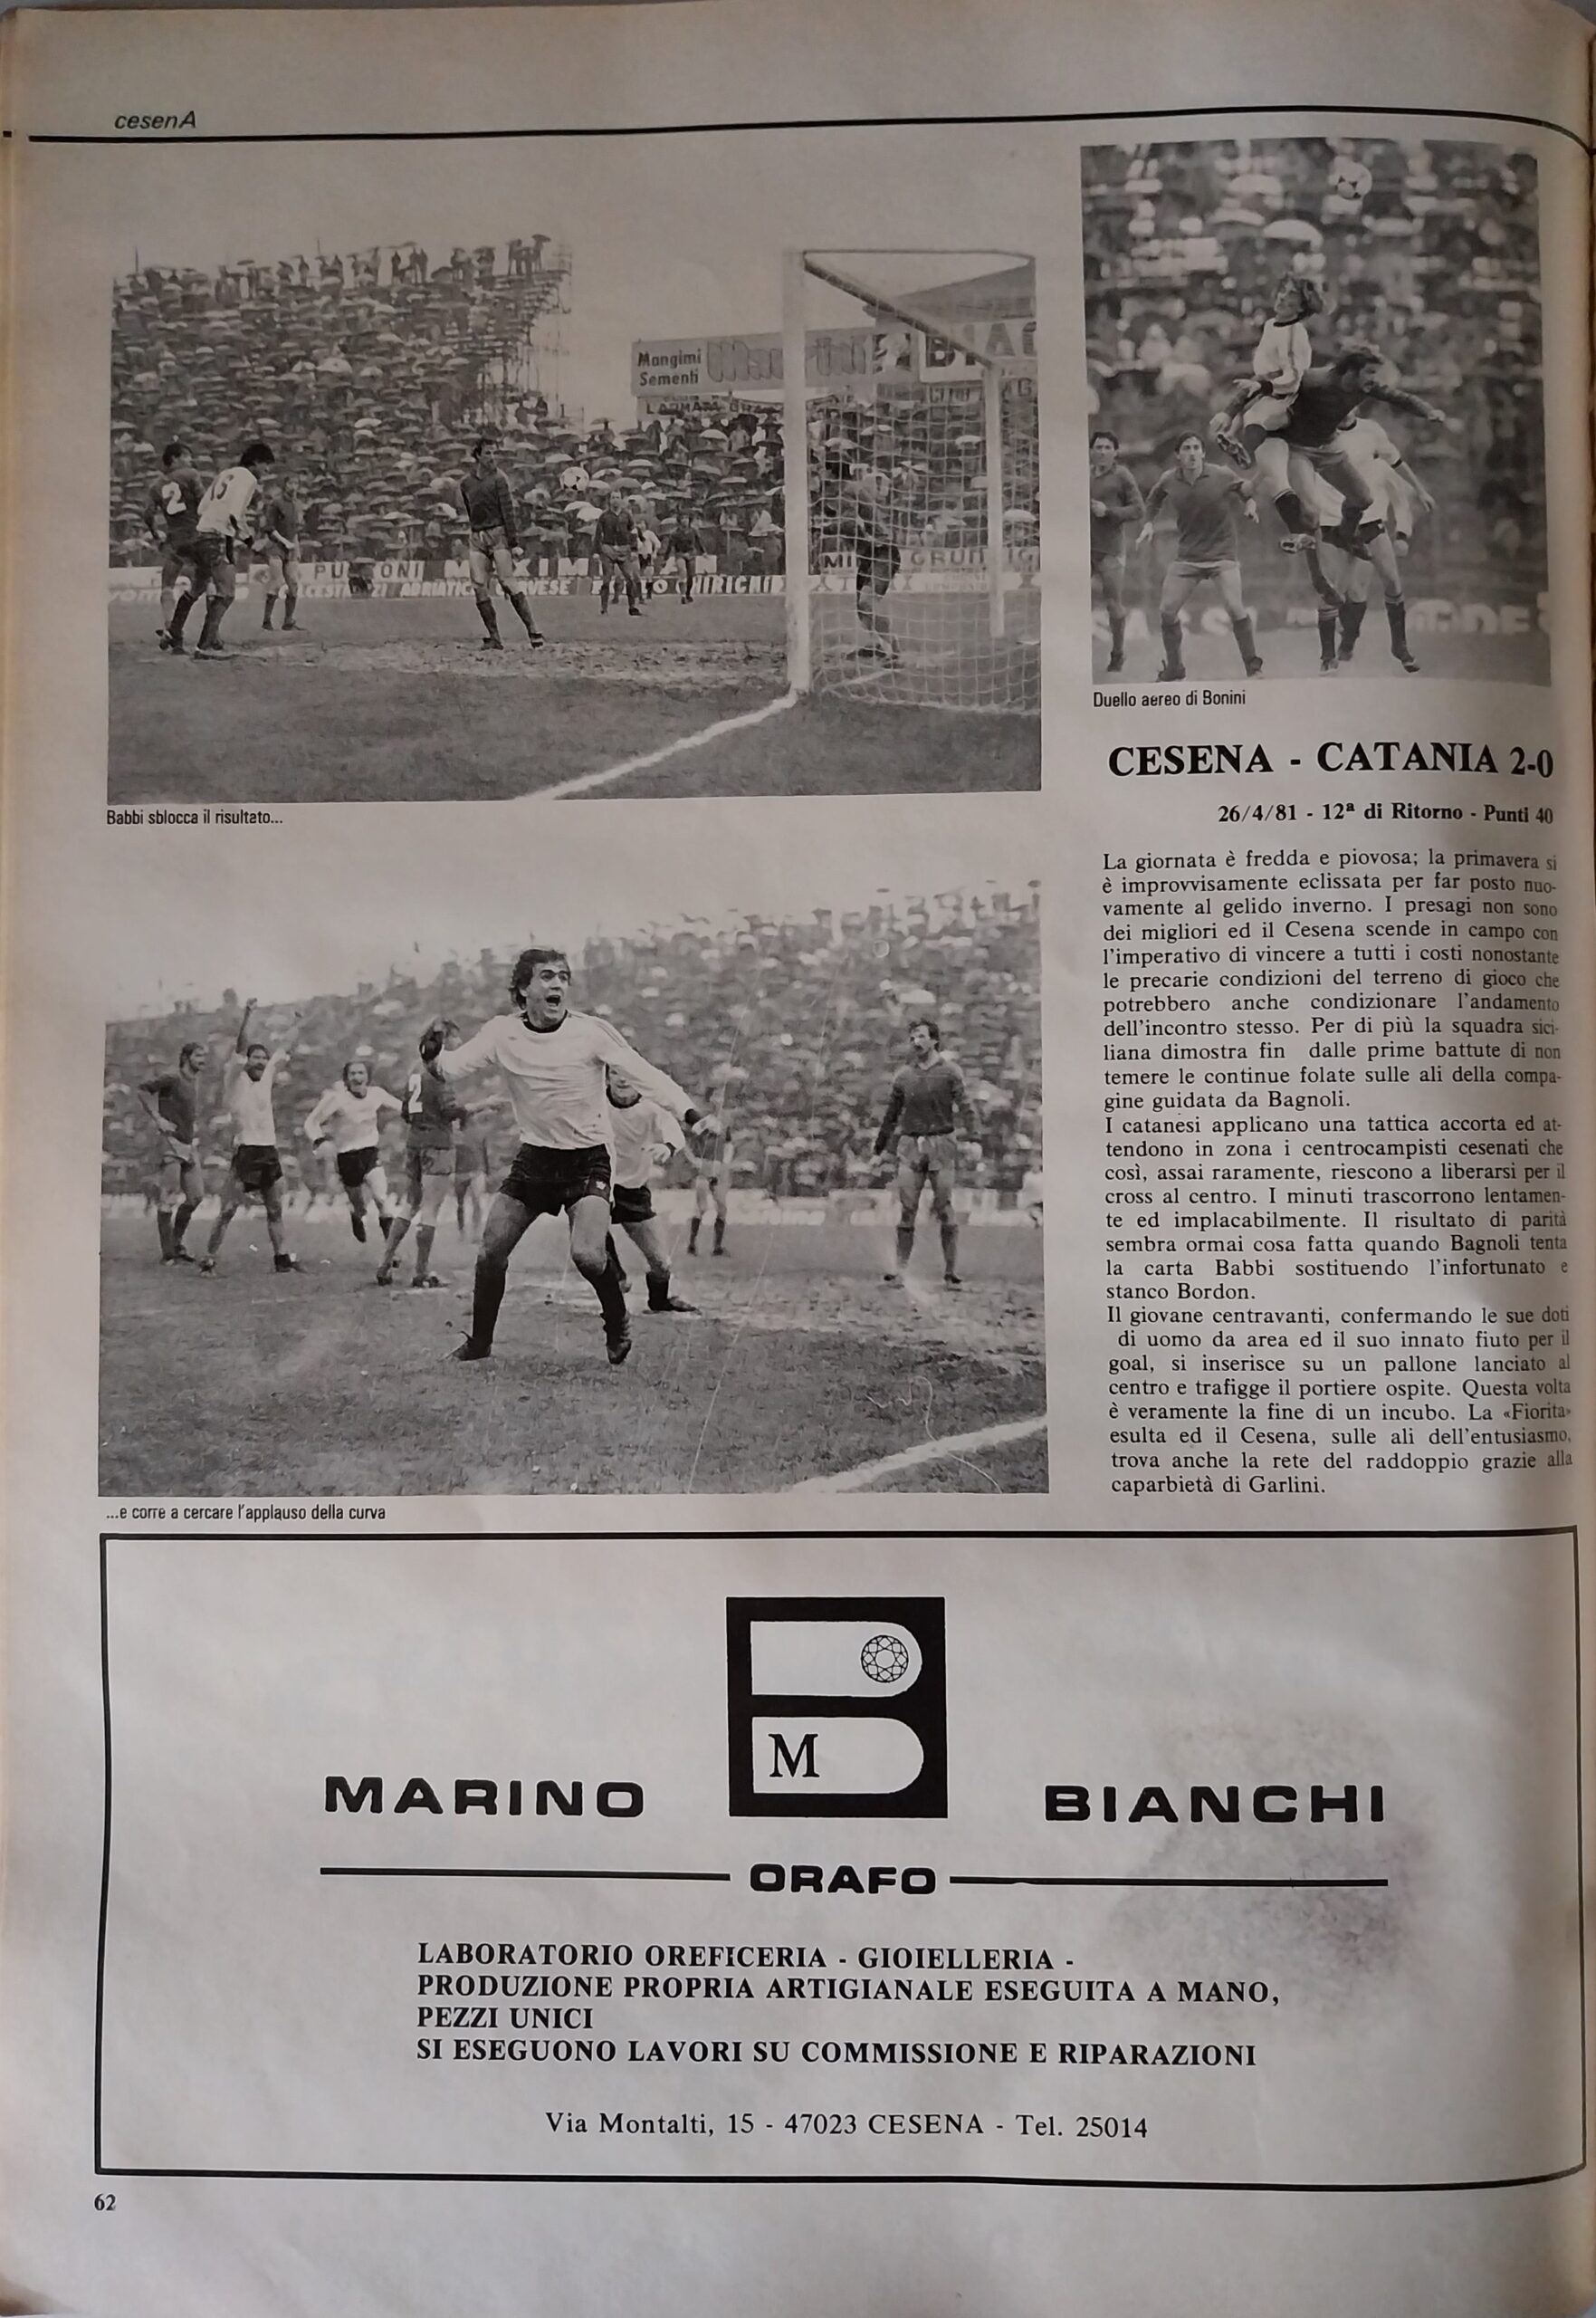 cesenA
Mangimi
Sementi
2
15
Babbi sblocca il risultato...
Duello aereo di Bonini
CESENA - CATANIA 2-0
26/4/81 - 12ª di Ritorno - Punti 40
La giornata è fredda e piovosa; la primavera si
è improvvisamente eclissata per far posto nuo-
vamente al gelido inverno. I presagi non sono
dei migliori ed il Cesena scende in campo con
l'imperativo di vincere a tutti i costi nonostante
le precarie condizioni del terreno di gioco che
potrebbero anche condizionare l'andamento
dell'incontro stesso. Per di più la squadra sici-
liana dimostra fin dalle prime battute di non
temere le continue folate sulle ali della compa-
gine guidata da Bagnoli.
I catanesi applicano una tattica accorta ed at-
tendono in zona i centrocampisti cesenati che
così, assai raramente, riescono a liberarsi per il
cross al centro. I minuti trascorrono lentamen-
te ed implacabilmente. Il risultato di parità
sembra ormai cosa fatta quando Bagnoli tenta
la carta Babbi sostituendo l'infortunato e
stanco Bordon.
Il giovane centravanti, confermando le sue doti
di uomo da area ed il suo innato fiuto per il
goal, si inserisce su un pallone lanciato al
centro e trafigge il portiere ospite. Questa volta
è veramente la fine di un incubo. La «Fiorita»
esulta ed il Cesena, sulle ali dell'entusiasmo,
trova anche la rete del raddoppio grazie alla
caparbietà di Garlini.
2
...e corre a cercare l'applauso della curva
M
MARINO BIANCHI
ORAFO
LABORATORIO OREFICERIA - GIOIELLERIA -
PRODUZIONE PROPRIA ARTIGIANALE ESEGUITA A MANO,
PEZZI UNICI
SI ESEGUONO LAVORI SU COMMISSIONE E RIPARAZIONI
Via Montalti, 15 - 47023 CESENA - Tel. 25014
62